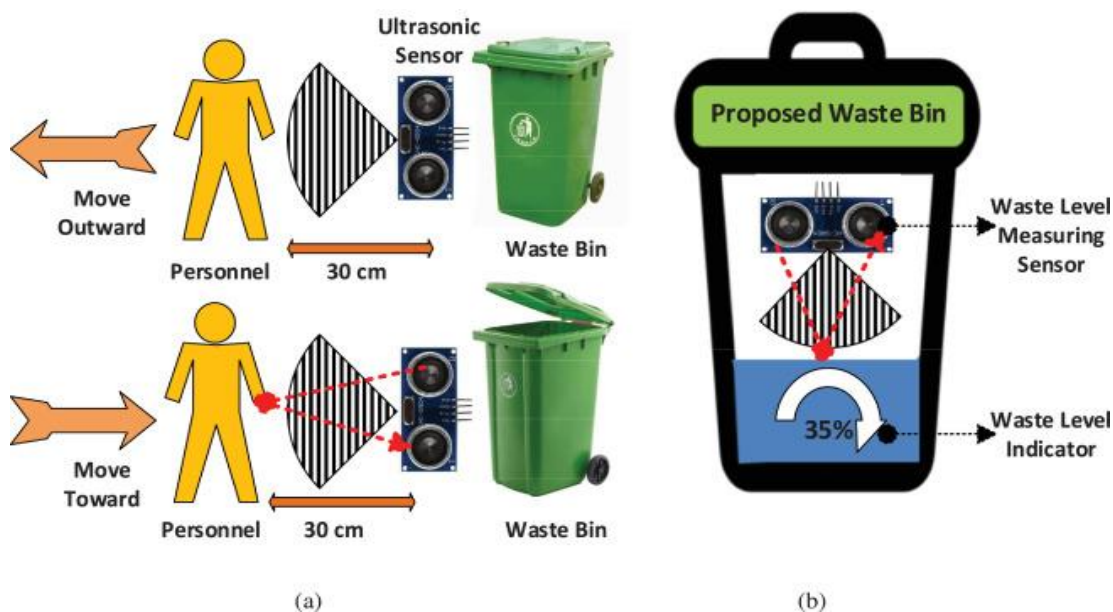 Ultrasonic
Sensor
Move
Outward
Personnel
30 cm
Waste Bin
Move
Toward
Personnel
30 cm
Waste Bin
(a)
Proposed Waste Bin
Waste Level
Measuring
Sensor
35%
Waste Level
Indicator
(b)